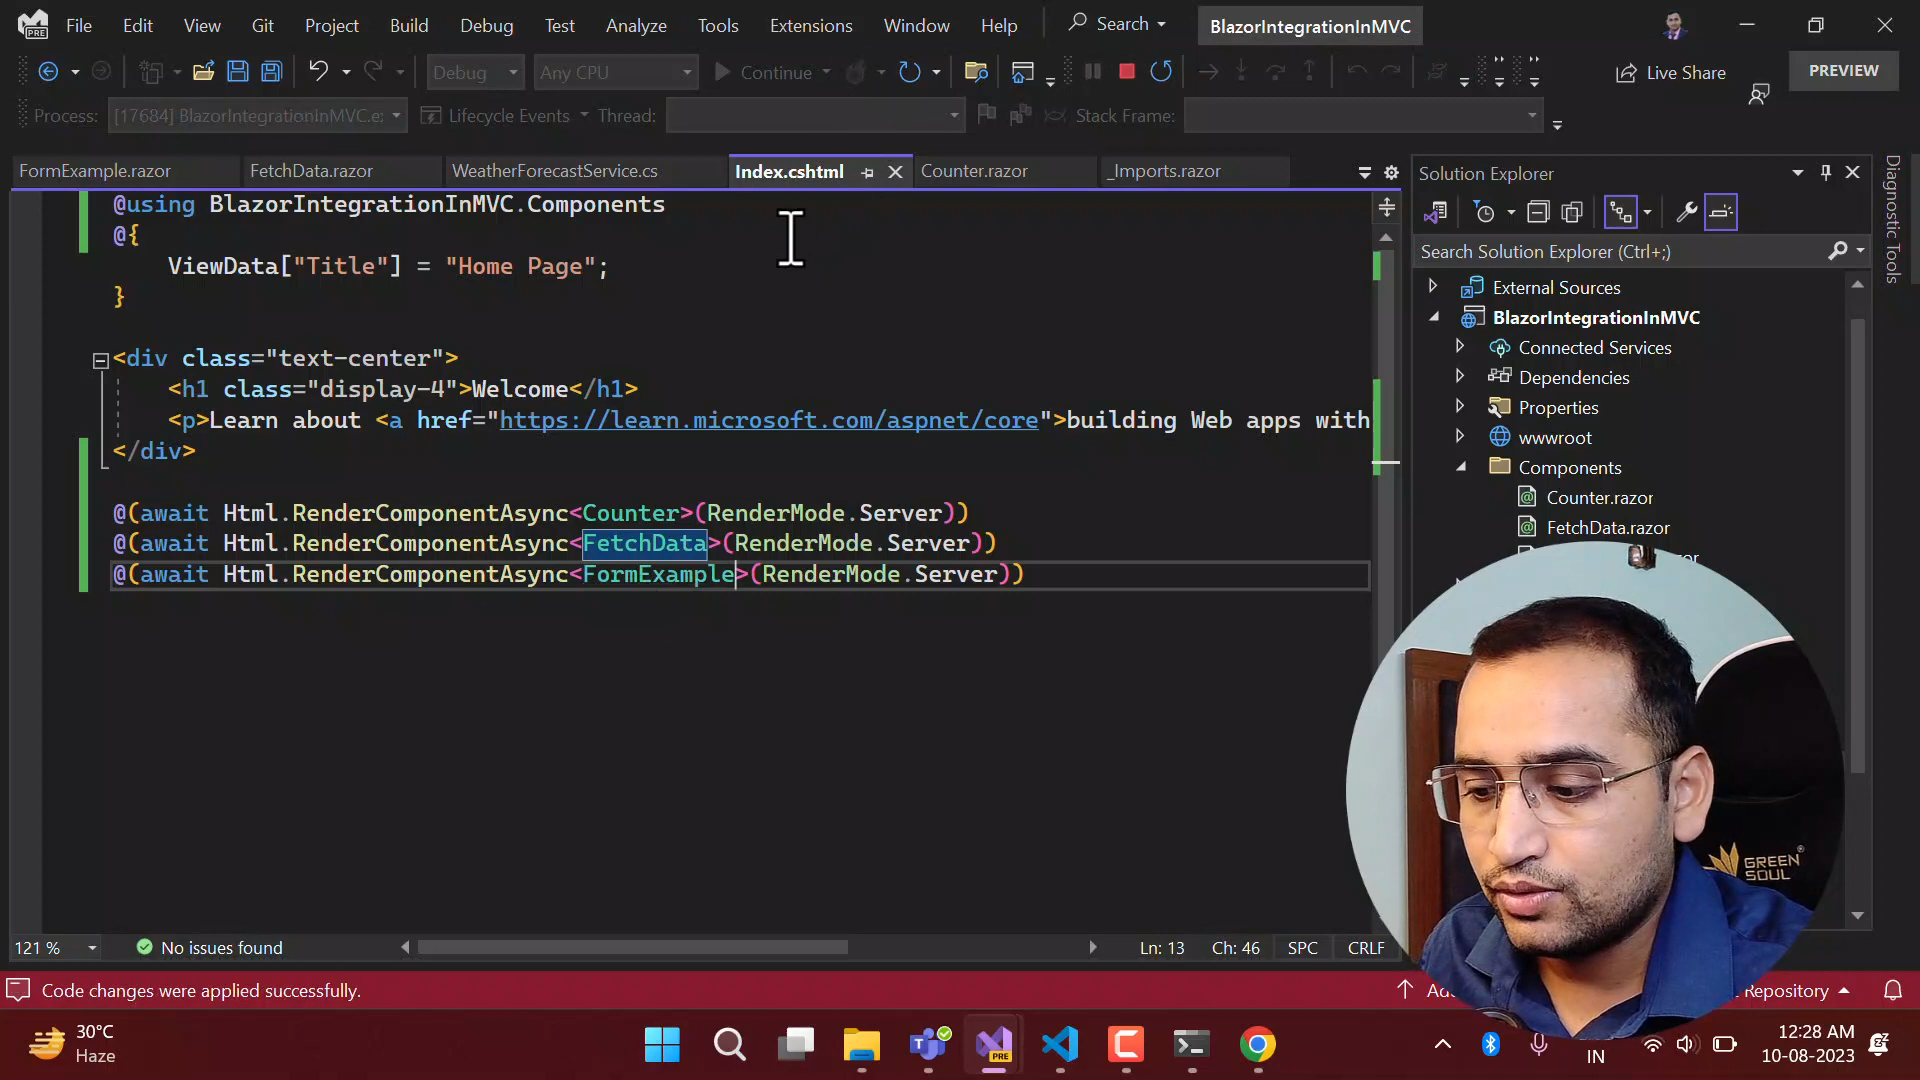 File Edit View Git Project Build Debug Test Analyze Tools Extensions Window Help Search BlazorIntegrationInMVC
PRE
Debug Any CPU Continue Live Share PREVIEW
Process: [17684] BlazorIntegrationInMVC.ex Lifecycle Events Thread: Stack Frame:
FormExample.razor FetchData.razor WeatherForecastService.cs Index.cshtml Counter.razor _Imports.razor
@using BlazorIntegrationInMVC.Components
@{
ViewData["Title"] = "Home Page";
}
<div class="text-center">
<h1 class="display-4">Welcome</h1>
<p>Learn about <a href="https://learn.microsoft.com/aspnet/core">building Web apps with
</div>
@(await Html.RenderComponentAsync<Counter>(RenderMode.Server))
@(await Html.RenderComponentAsync<FetchData>(RenderMode.Server))
@(await Html.RenderComponentAsync<FormExample>(RenderMode.Server))
Solution Explorer
Search Solution Explorer (Ctrl+;)
External Sources
BlazorIntegrationInMVC
Connected Services
Dependencies
Properties
wwwroot
Components
Counter.razor
FetchData.razor
Diagnostic Tools
GREEN
SOUL
121 % No issues found Ln: 13 Ch: 46 SPC CRLF
Code changes were applied successfully. Repository
30°C
Haze
PRE
IN
12:28 AM
10-08-2023